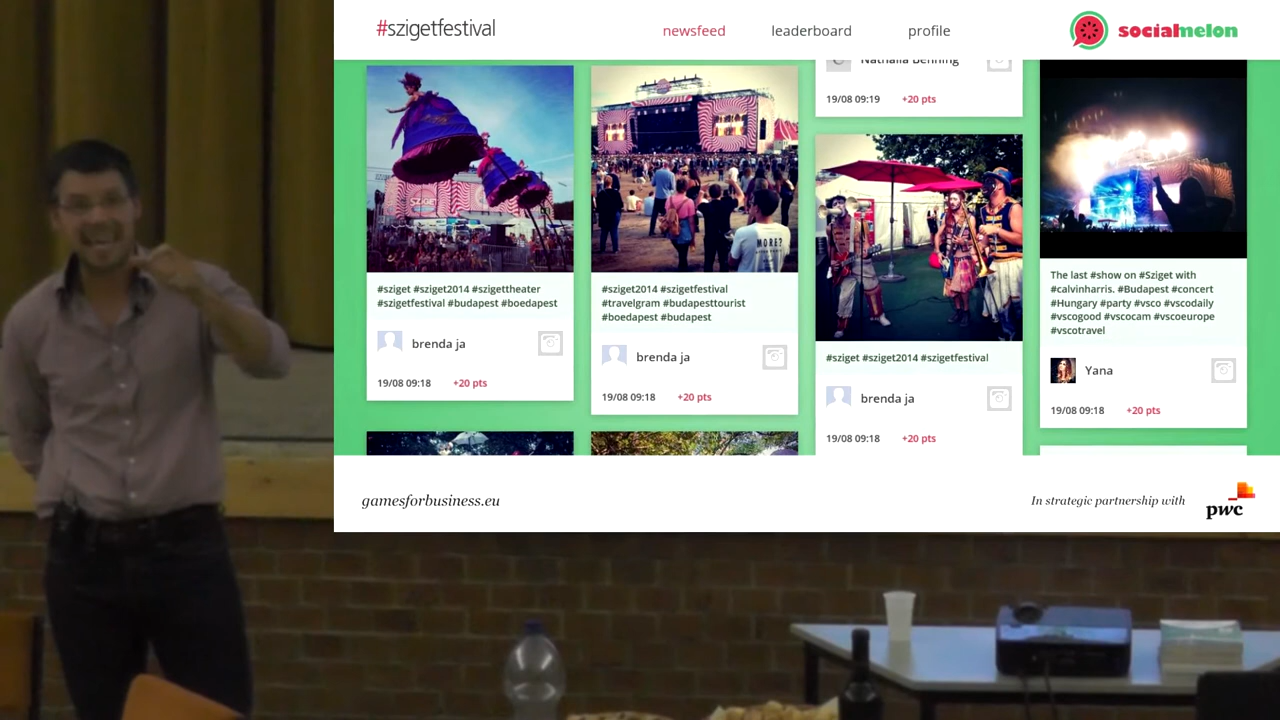 #szigetfestival
newsfeed
leaderboard
profile
socialmelon
SZIGET
#sziget #sziget2014 #szigettheater
#szigetfestival #budapest #boedapest
brenda ja
19/08 09:18 +20 pts
MORE?
#sziget2014 #szigetfestival
#travelgram #budapesttourist
#boedapest #budapest
brenda ja
19/08 09:18 +20 pts
Nathalia Benning
19/08 09:19 +20 pts
#sziget #sziget2014 #szigetfestival
brenda ja
19/08 09:18 +20 pts
The last #show on #Sziget with
#calvinharris. #Budapest #concert
#Hungary #party #vsco #vscodaily
#vscogood #vscocam #vscoeurope
#vscotravel
Yana
19/08 09:18 +20 pts
gamesforbusiness.eu
In strategic partnership with
pwc